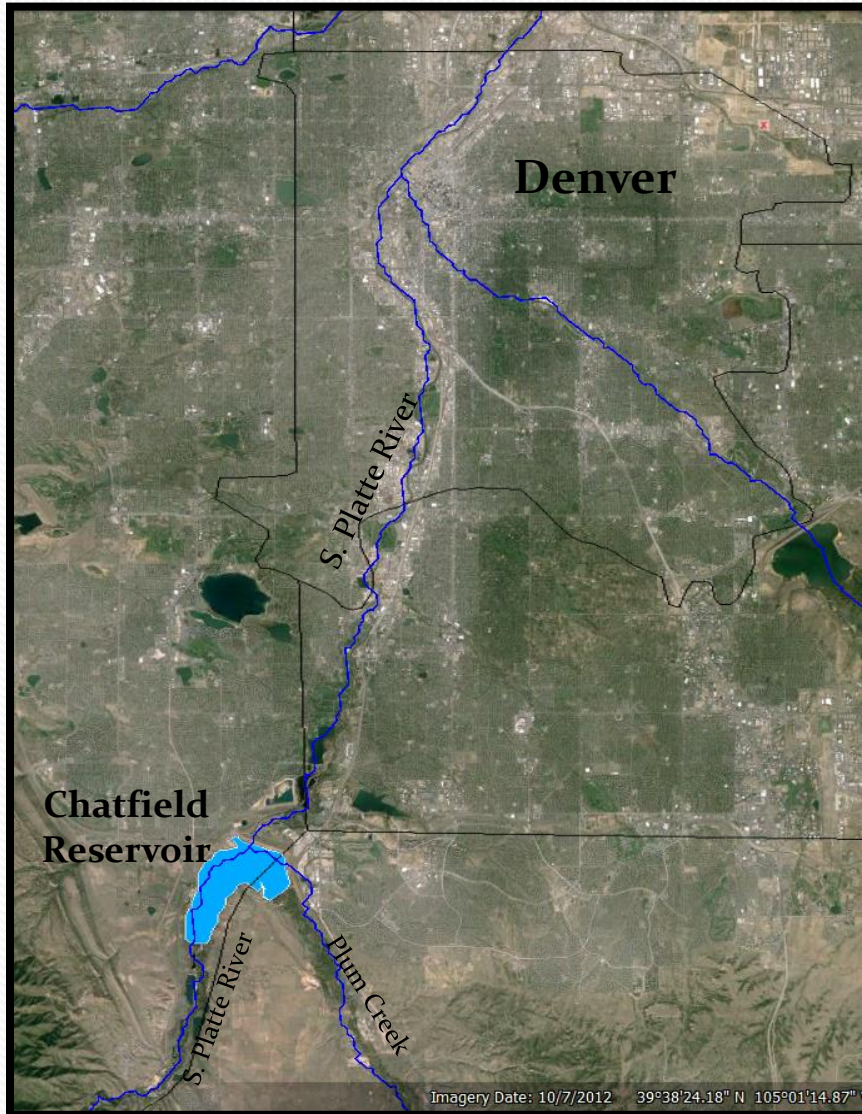 Denver
S. Platte River
Chatfield
Reservoir
S. Platte River
Plum Creek
Imagery Date: 10/7/2012 39°38'24.18" N 105°01'14.87"